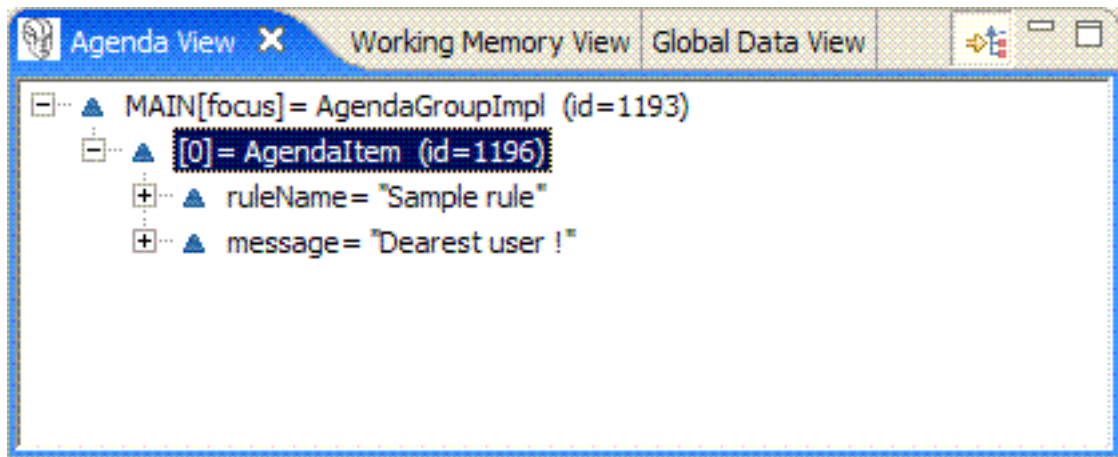 Agenda View Working Memory View Global Data View
MAIN[focus]= AgendaGroupImpl (id=1193)
[0]= AgendaItem (id=1196)
ruleName= "Sample rule"
message= "Dearest user !"